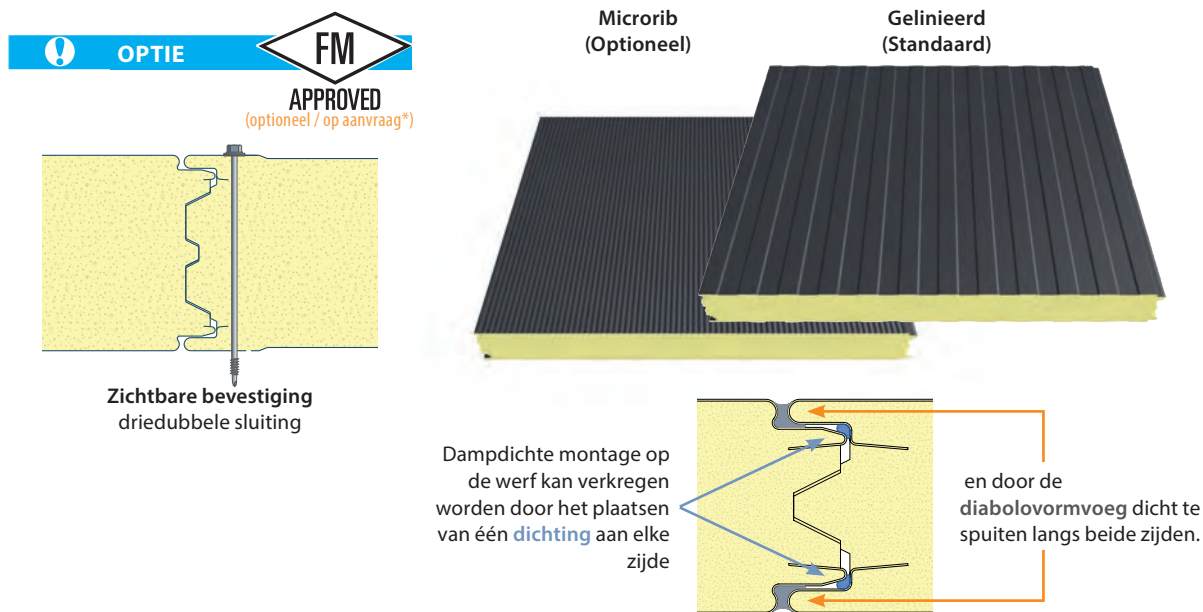 OPTIE
FM
APPROVED
(optioneel / op aanvraag*)
Microrib
(Optioneel)
Gelinieerd
(Standaard)
Zichtbare bevestiging
driedubbele sluiting
Dampdichte montage op
de werf kan verkregen
worden door het plaatsen
van één dichting aan elke
zijde
en door de
diabolovormvoeg dicht te
spuiten langs beide zijden.